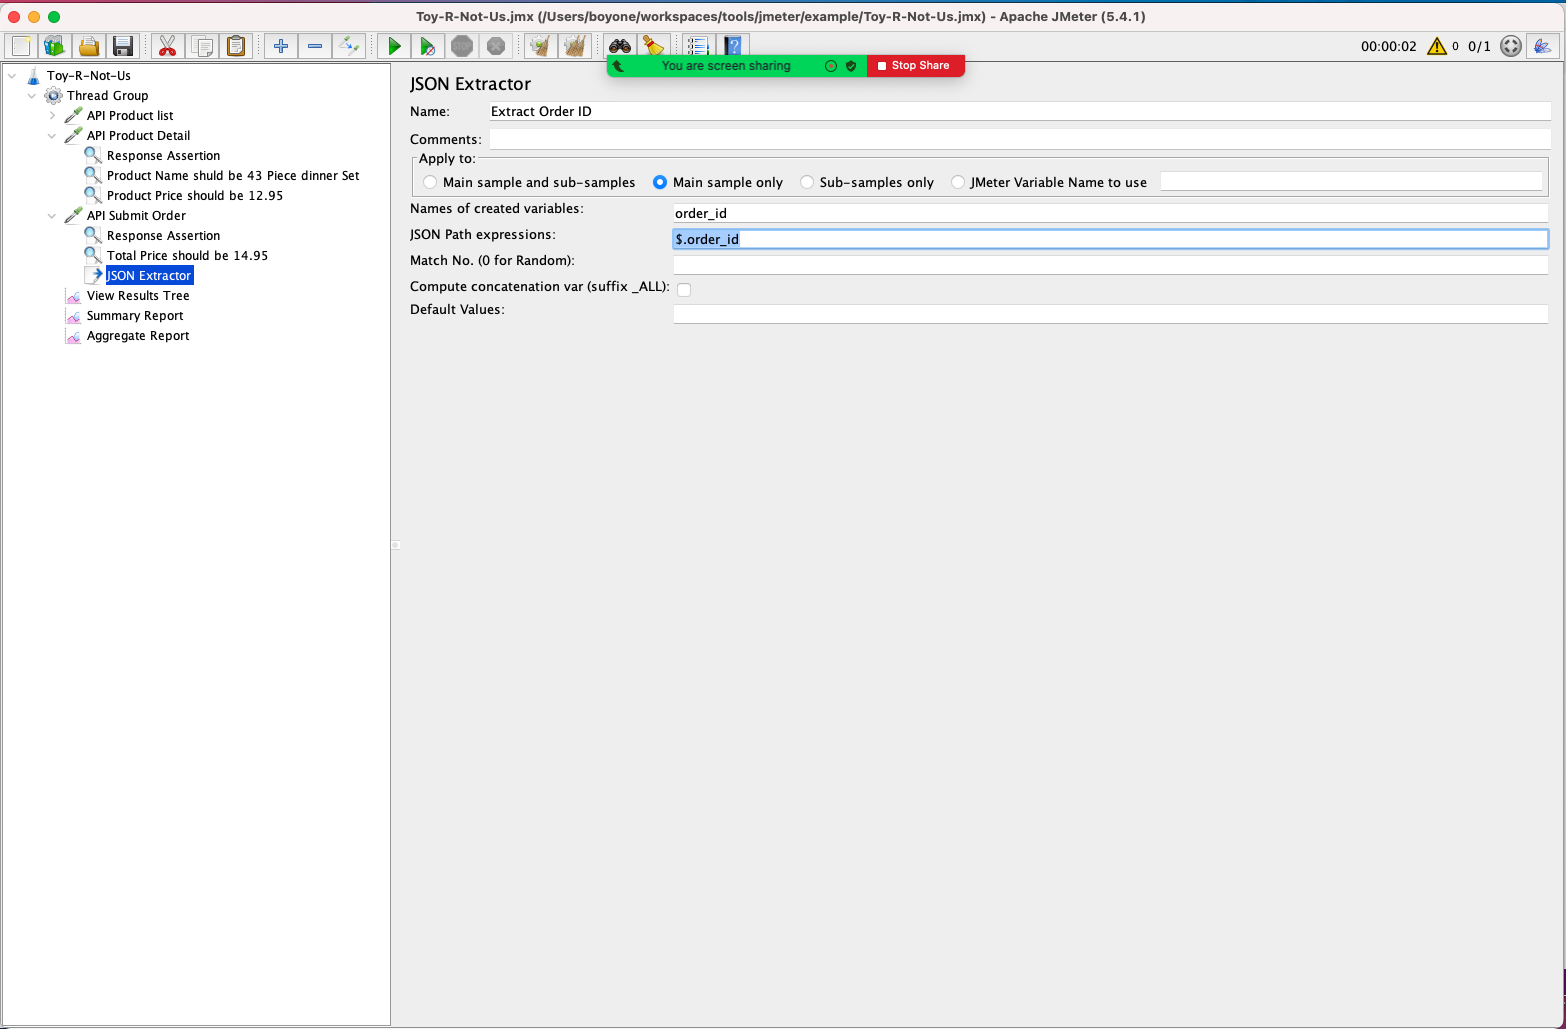 Toy-R-Not-Us.jmx (/Users/boyone/workspaces/tools/jmeter/example/Toy-R-Not-Us.jmx) - Apache JMeter (5.4.1)
STOP
00:00:02 0 0/1
You are screen sharing Stop Share
Toy-R-Not-Us
Thread Group
API Product list
API Product Detail
Response Assertion
Product Name shuld be 43 Piece dinner Set
Product Price should be 12.95
API Submit Order
Response Assertion
Total Price should be 14.95
JSON Extractor
View Results Tree
Summary Report
Aggregate Report
JSON Extractor
Name: Extract Order ID
Comments:
Apply to:
Main sample and sub-samples Main sample only Sub-samples only JMeter Variable Name to use
Names of created variables: order_id
JSON Path expressions: $.order_id
Match No. (0 for Random):
Compute concatenation var (suffix _ALL):
Default Values: